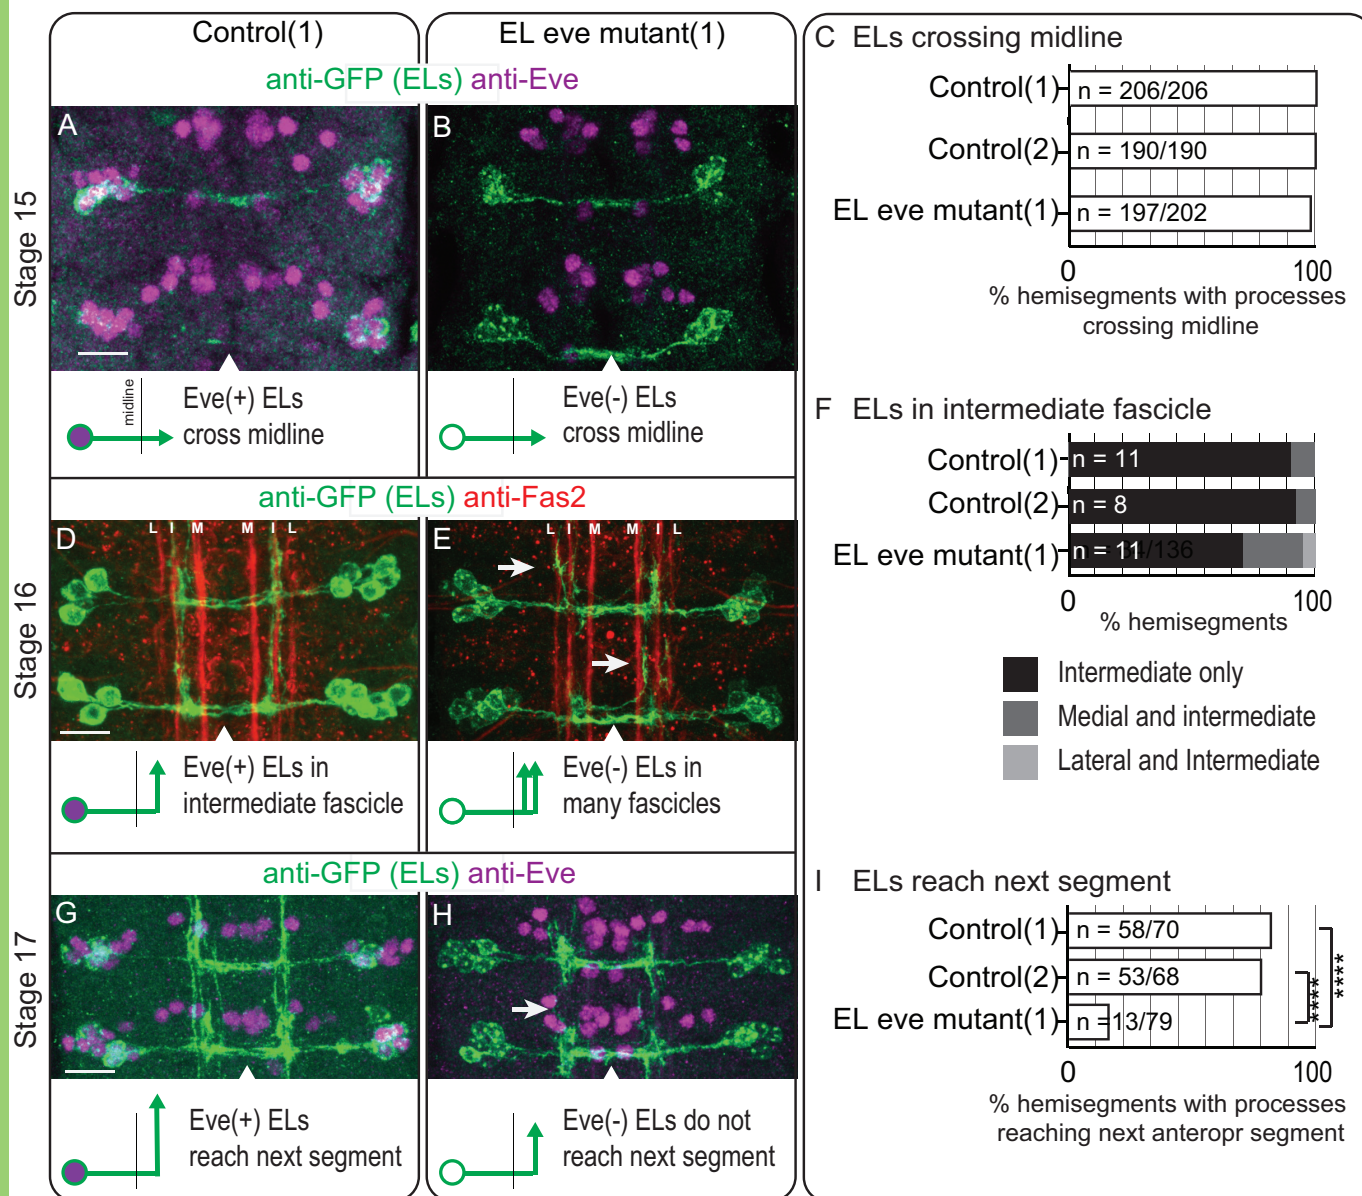 Control(1)
EL eve mutant(1)
anti-GFP (ELs) anti-Eve
Stage 15
A
B
midline
Eve(+) ELs
cross midline
Eve(-) ELs
cross midline
anti-GFP (ELs) anti-Fas2
Stage 16
D
L I M M I L
E
L I M M I L
Eve(+) ELs in
intermediate fascicle
Eve(-) ELs in
many fascicles
anti-GFP (ELs) anti-Eve
Stage 17
G
H
Eve(+) ELs
reach next segment
Eve(-) ELs do not
reach next segment
C ELs crossing midline
Control(1) n = 206/206
Control(2) n = 190/190
EL eve mutant(1) n = 197/202
0 100
% hemisegments with processes
crossing midline
F ELs in intermediate fascicle
Control(1) n = 11
Control(2) n = 8
EL eve mutant(1) n = 11 /136
0 100
% hemisegments
Intermediate only
Medial and intermediate
Lateral and Intermediate
I ELs reach next segment
Control(1) n = 58/70
Control(2) n = 53/68
EL eve mutant(1) n =13/79
**** ****
0 100
% hemisegments with processes
reaching next anteropr segment